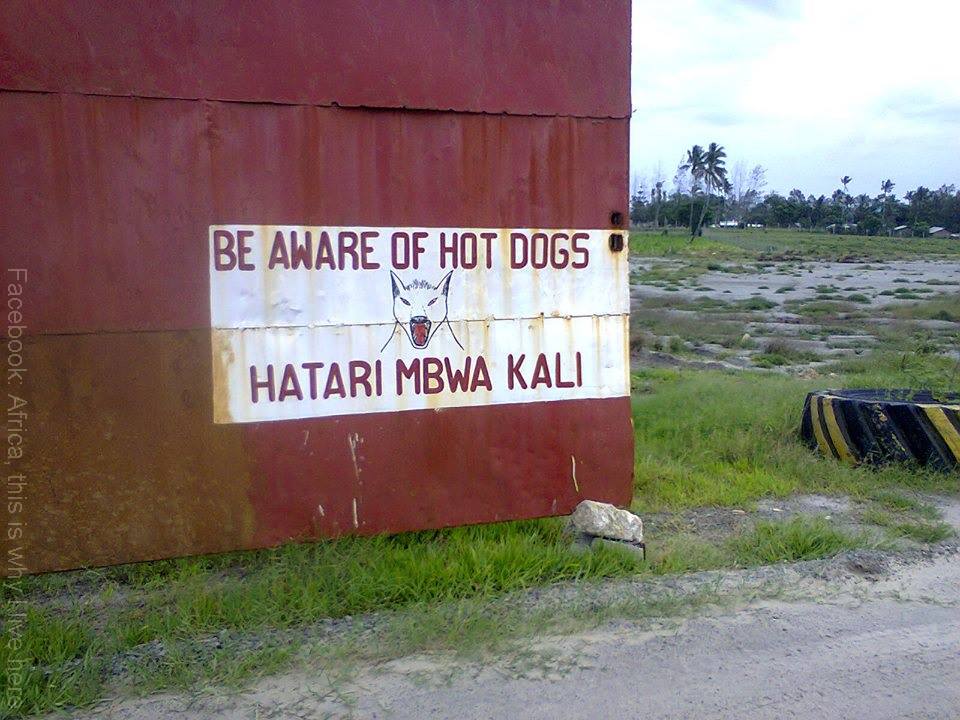 BE AWARE OF HOT DOGS
HATARI MBWA KALI
Facebook: Africa, this is why I live here